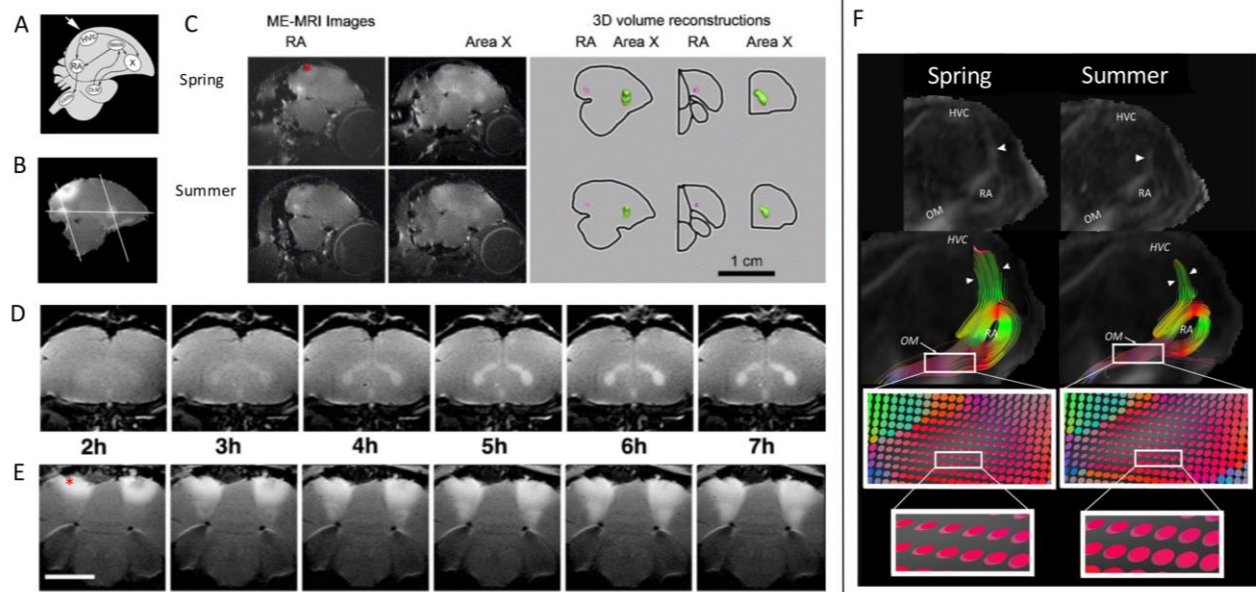 A
HVC
RA
X
DLM
B
C
ME-MRI Images
RA
Area X
Spring
Summer
3D volume reconstructions
RA
Area X
RA
Area X
1 cm
D
2h
3h
4h
5h
6h
7h
E
*
F
Spring
Summer
HVC
HVC
RA
RA
OM
OM
HVC
HVC
RA
RA
OM
OM